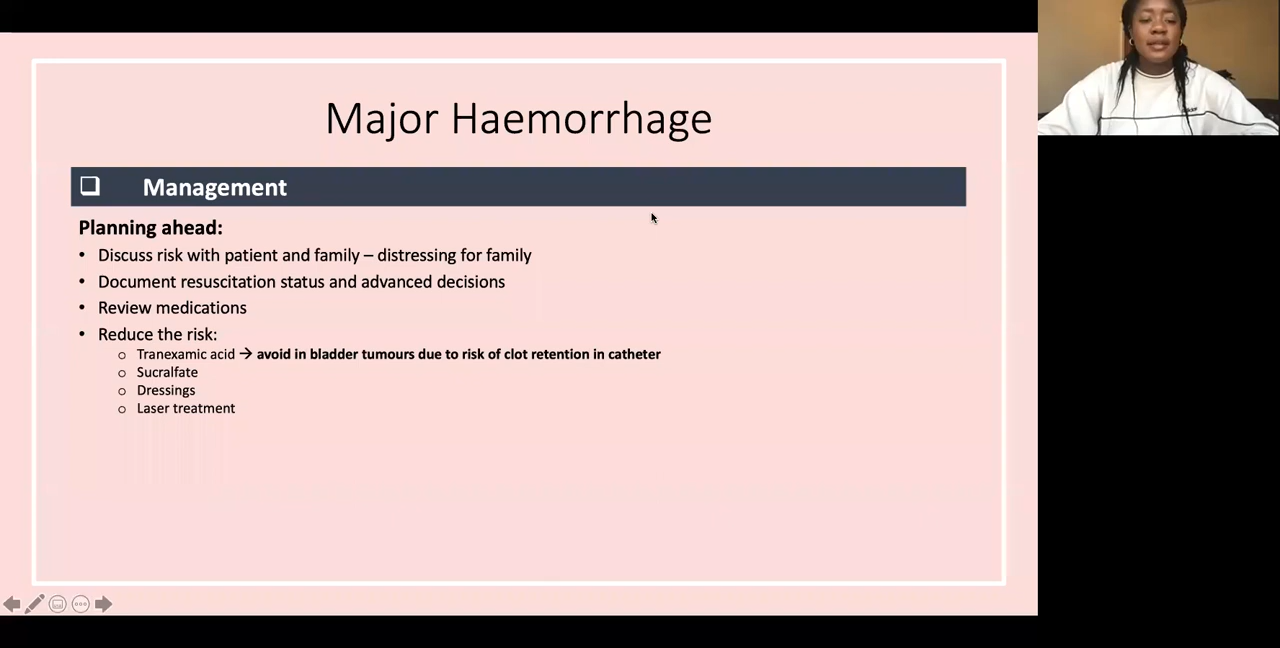 Major Haemorrhage
❑ Management
Planning ahead:
• Discuss risk with patient and family – distressing for family
• Document resuscitation status and advanced decisions
• Review medications
• Reduce the risk:
o Tranexamic acid → avoid in bladder tumours due to risk of clot retention in catheter
o Sucralfate
o Dressings
o Laser treatment